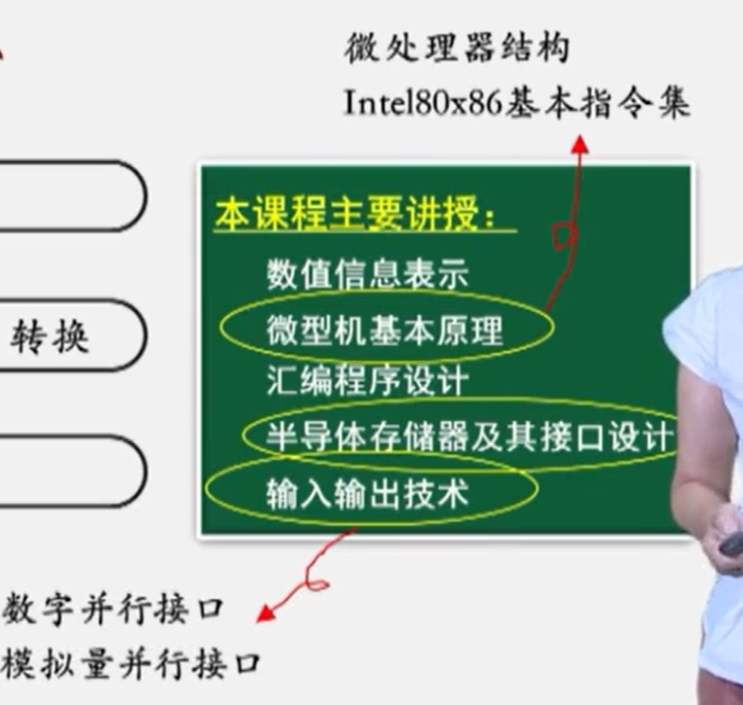 微处理器结构
Intel80x86基本指令集
本课程主要讲授：
数值信息表示
微型机基本原理
转换
汇编程序设计
半导体存储器及其接口设计
输入输出技术
数字并行接口
模拟量并行接口